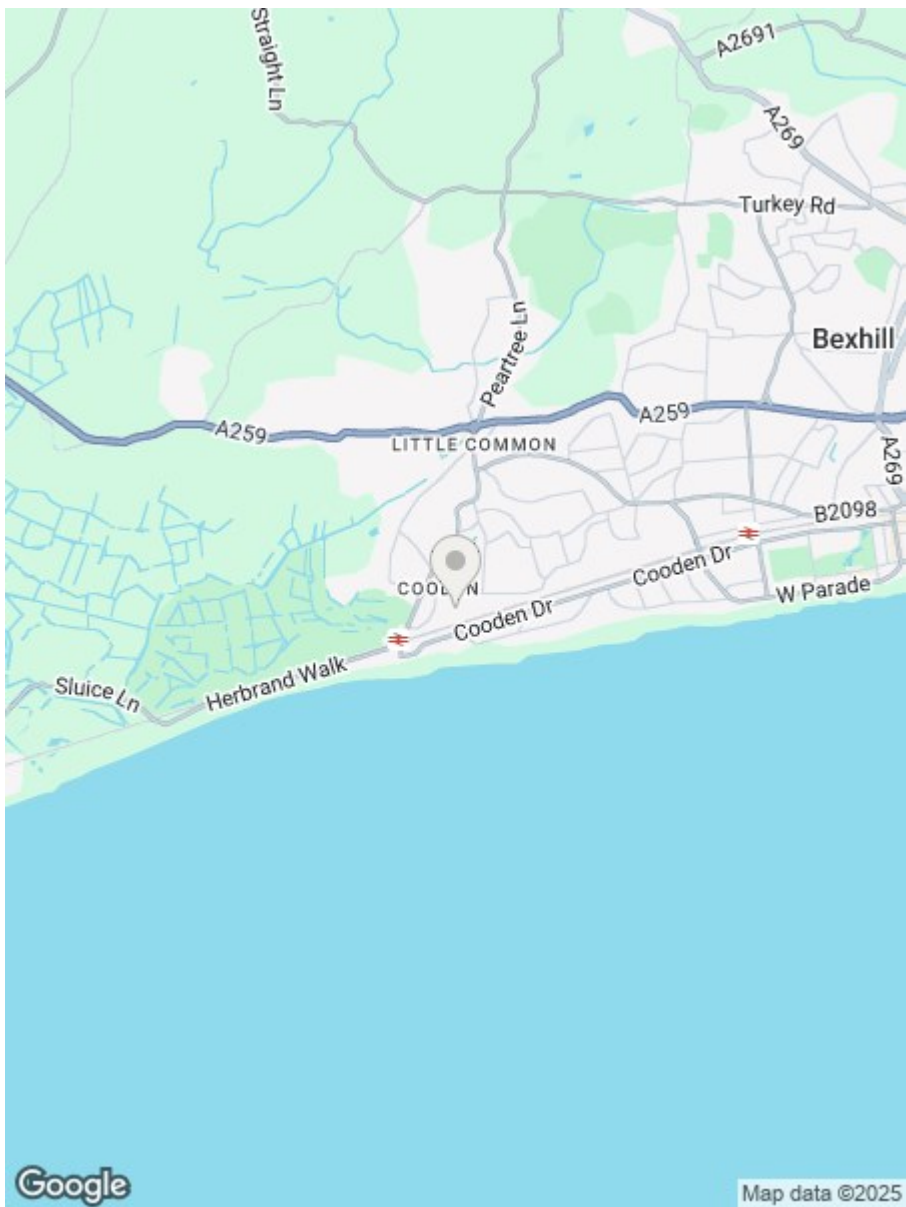 Straight Ln
A2691
A269
Turkey Rd
Peartree Ln
Bexhill
A259
A259
LITTLE COMMON
A269
B2098
COODEN
Cooden Dr
Cooden Dr
W Parade
Herbrand Walk
Sluice Ln
Google
Map data ©2025